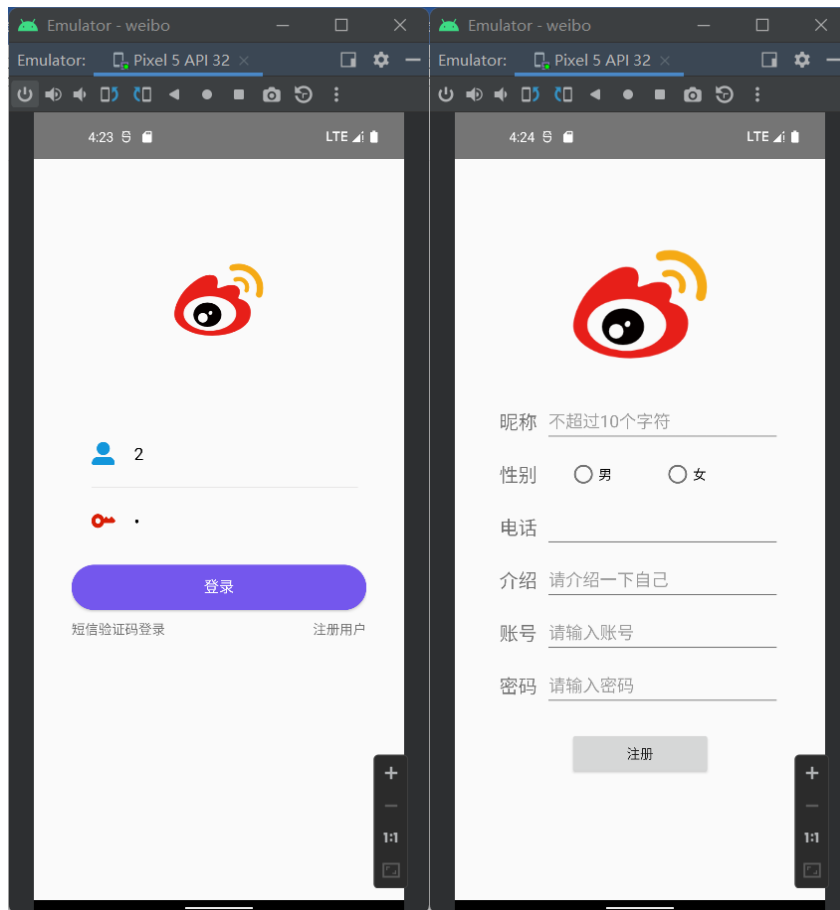 Emulator - weibo
Emulator: Pixel 5 API 32
4:23 LTE
2
•
登录
短信验证码登录 注册用户
1:1
Emulator - weibo
Emulator: Pixel 5 API 32
4:24 LTE
昵称 不超过10个字符
性别 男 女
电话
介绍 请介绍一下自己
账号 请输入账号
密码 请输入密码
注册
1:1